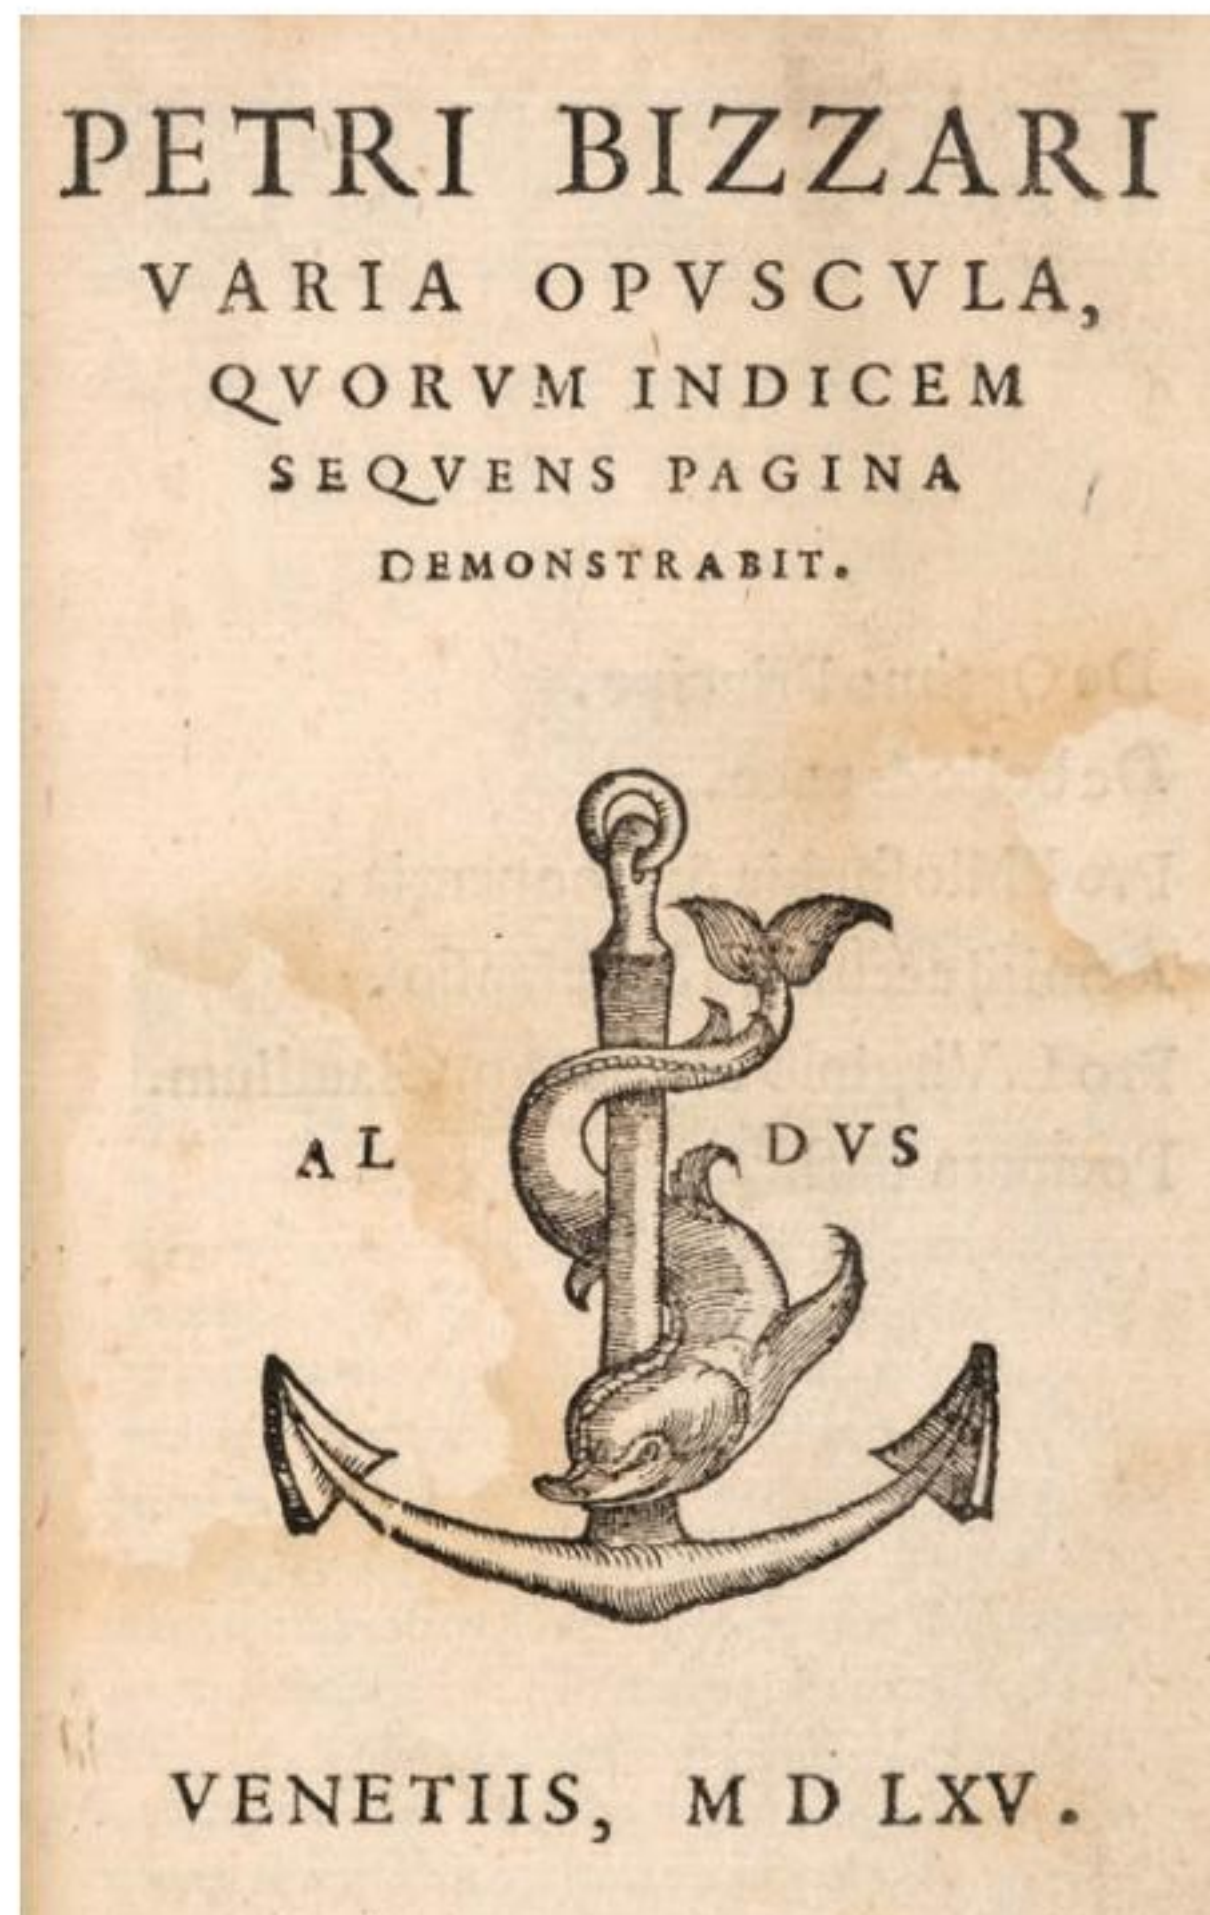 PETRI BIZZARI
VARIA OPVSCVLA,
QVORVM INDICEM
SEQVENS PAGINA
DEMONSTRABIT.
AL DVS
VENETIIS, M D LXV.